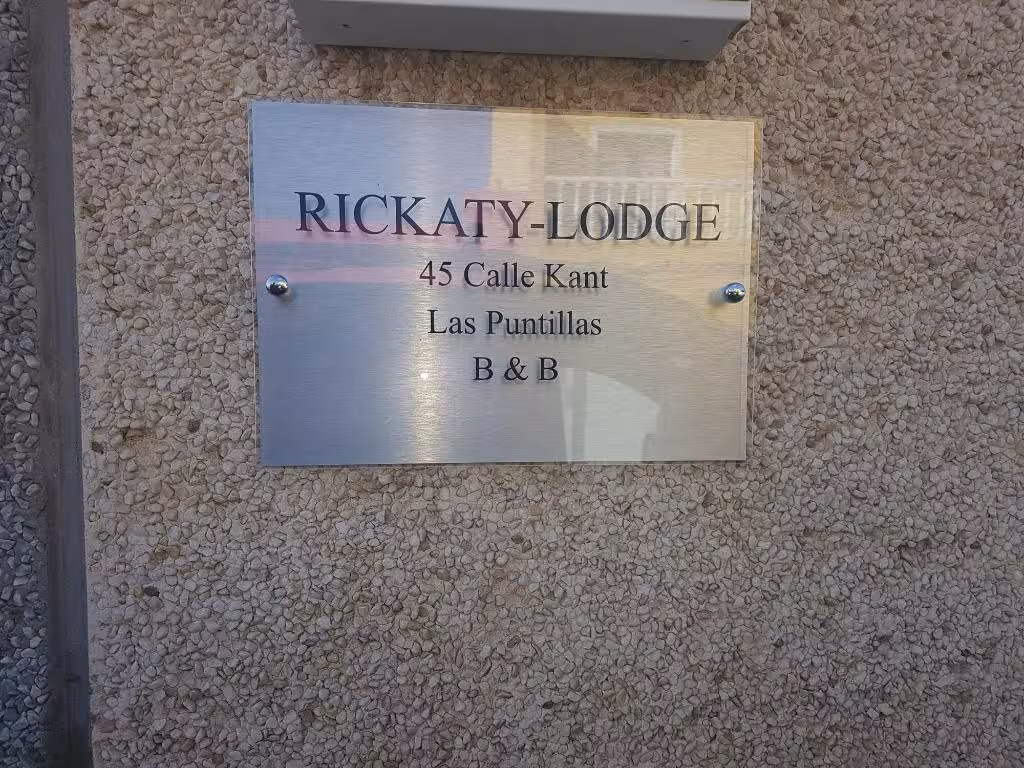 RICKATY-LODGE
45 Calle Kant
Las Puntillas
B & B